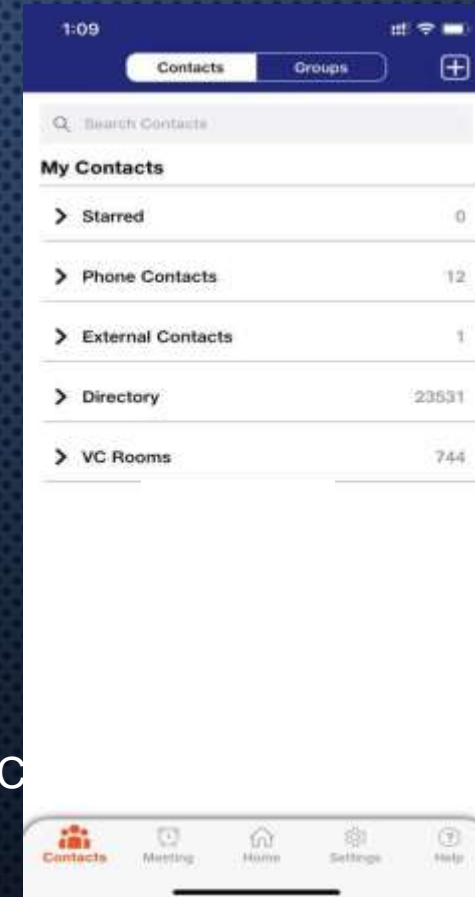 1:09
Contacts Groups
Search Contacts
My Contacts
Starred 0
Phone Contacts 12
External Contacts 1
Directory 23531
VC Rooms 744
C
Contacts Meeting Home Settings Help